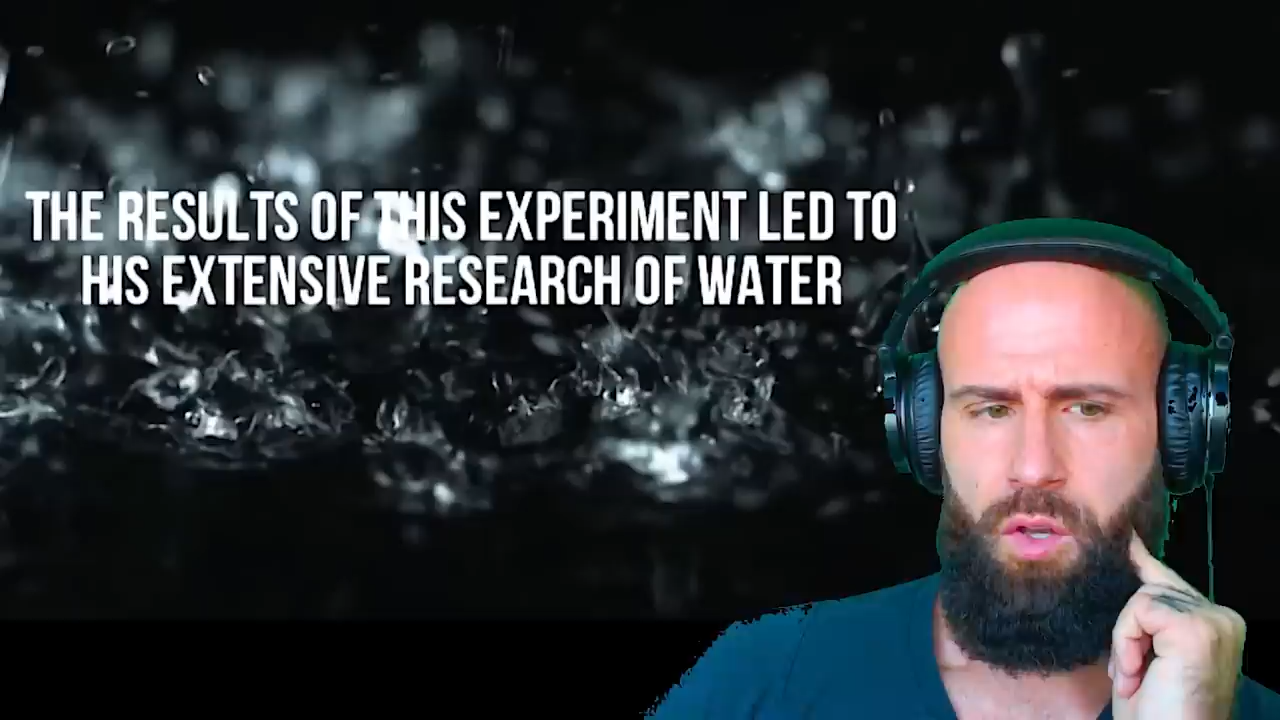 THE RESULTS OF THIS EXPERIMENT LED TO
HIS EXTENSIVE RESEARCH OF WATER